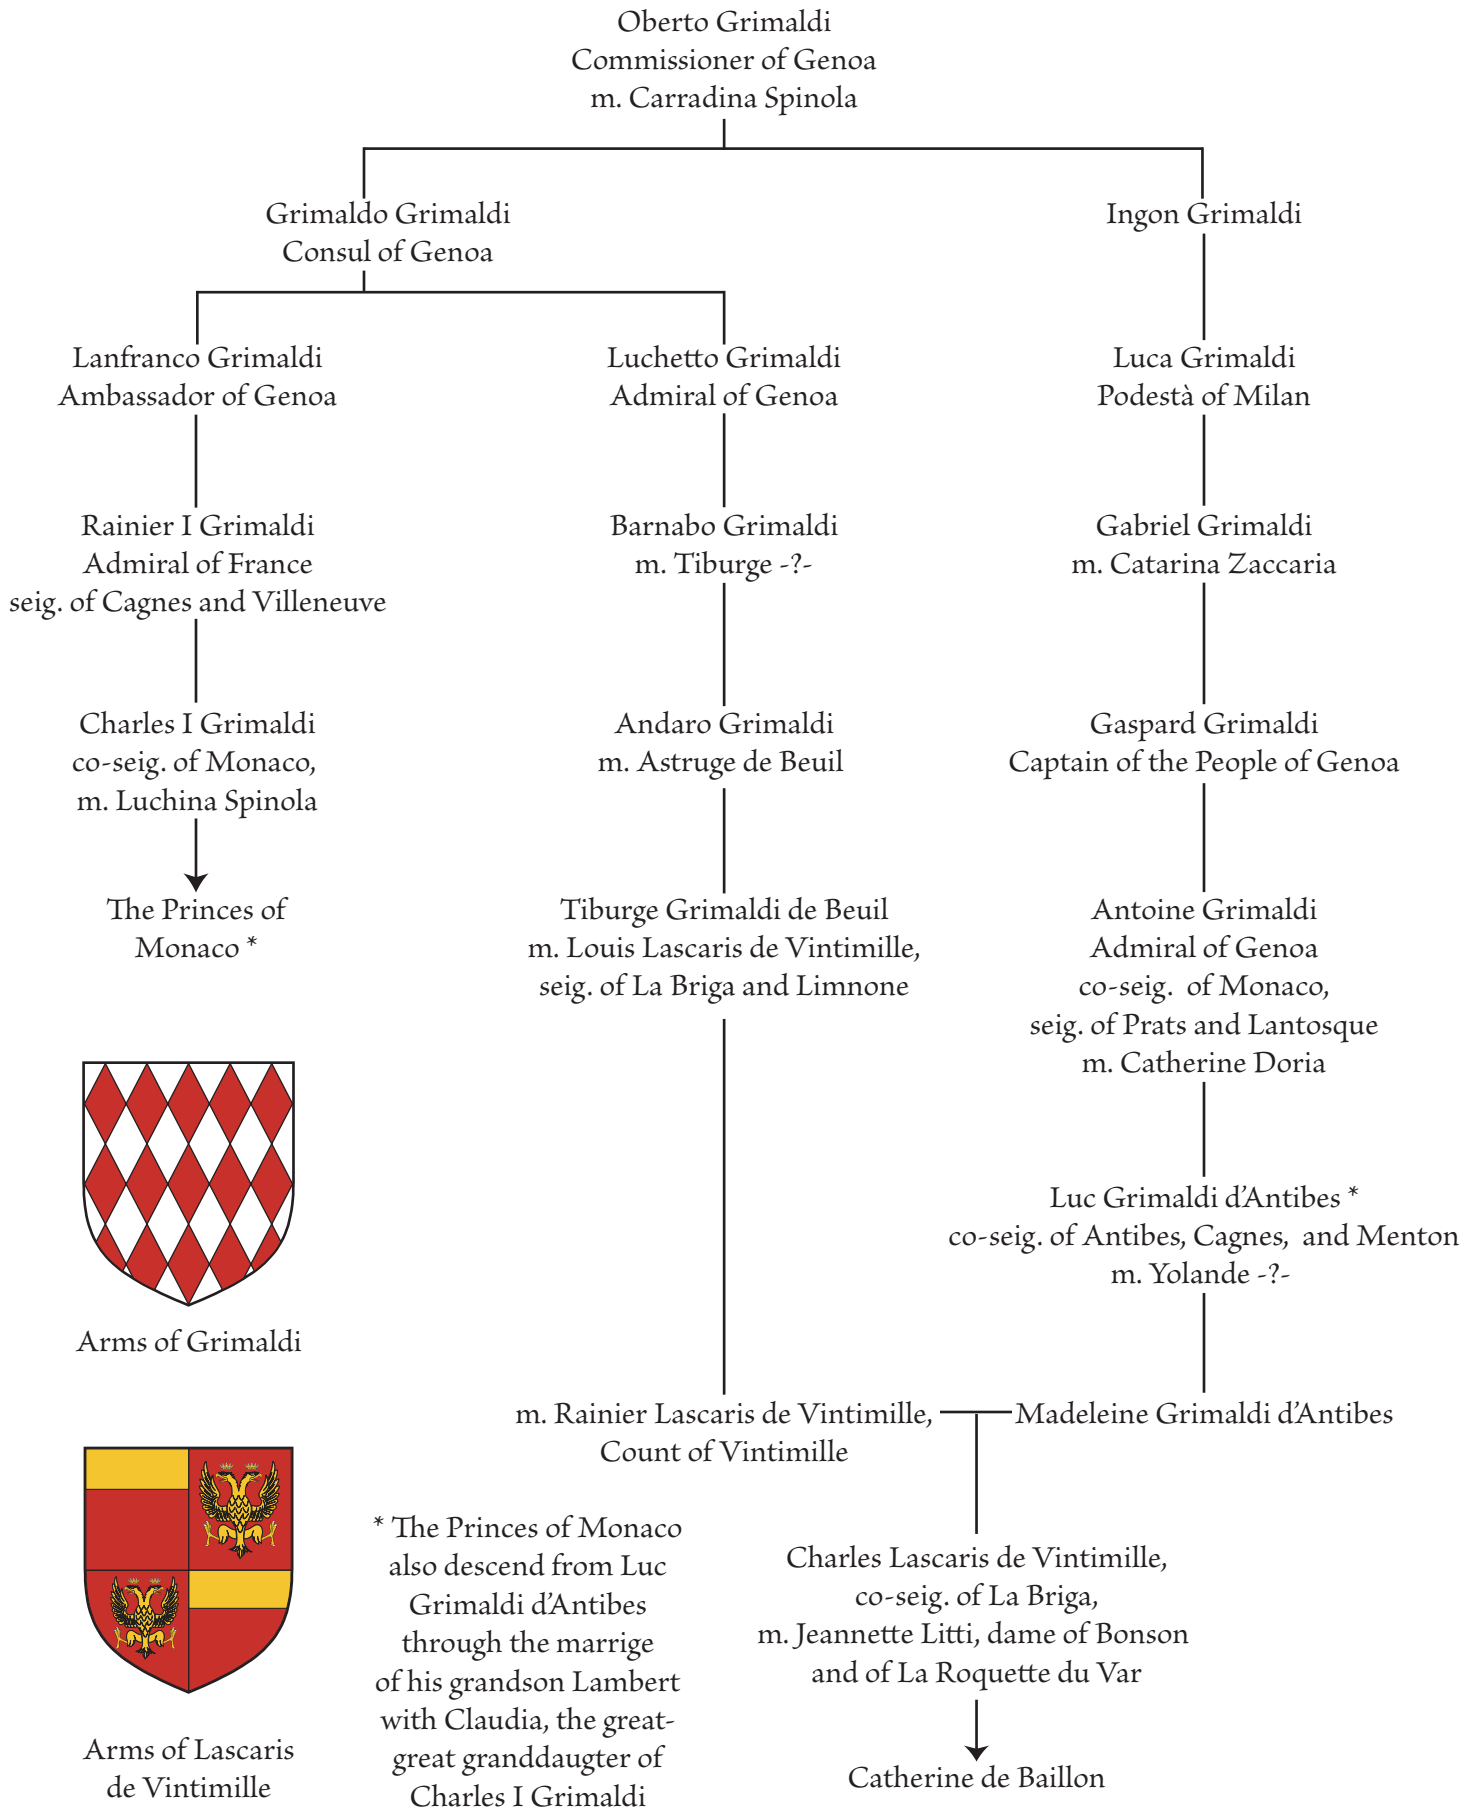 Oberto Grimaldi
Commissioner of Genoa
m. Carradina Spinola
Grimaldo Grimaldi
Consul of Genoa
Ingon Grimaldi
Lanfranco Grimaldi
Ambassador of Genoa
Luchetto Grimaldi
Admiral of Genoa
Luca Grimaldi
Podestà of Milan
Rainier I Grimaldi
Admiral of France
seig. of Cagnes and Villeneuve
Barnabo Grimaldi
m. Tiburge -?-
Gabriel Grimaldi
m. Catarina Zaccaria
Charles I Grimaldi
co-seig. of Monaco,
m. Luchina Spinola
Andaro Grimaldi
m. Astruge de Beuil
Gaspard Grimaldi
Captain of the People of Genoa
The Princes of
Monaco *
Tiburge Grimaldi de Beuil
m. Louis Lascaris de Vintimille,
seig. of La Briga and Limnone
Antoine Grimaldi
Admiral of Genoa
co-seig. of Monaco,
seig. of Prats and Lantosque
m. Catherine Doria
Luc Grimaldi d'Antibes *
co-seig. of Antibes, Cagnes, and Menton
m. Yolande -?-
Arms of Grimaldi
m. Rainier Lascaris de Vintimille,
Count of Vintimille
Madeleine Grimaldi d'Antibes
* The Princes of Monaco
also descend from Luc
Grimaldi d'Antibes
through the marrige
of his grandson Lambert
with Claudia, the great-
great granddaugter of
Charles I Grimaldi
Charles Lascaris de Vintimille,
co-seig. of La Briga,
m. Jeannette Litti, dame of Bonson
and of La Roquette du Var
Arms of Lascaris
de Vintimille
Catherine de Baillon